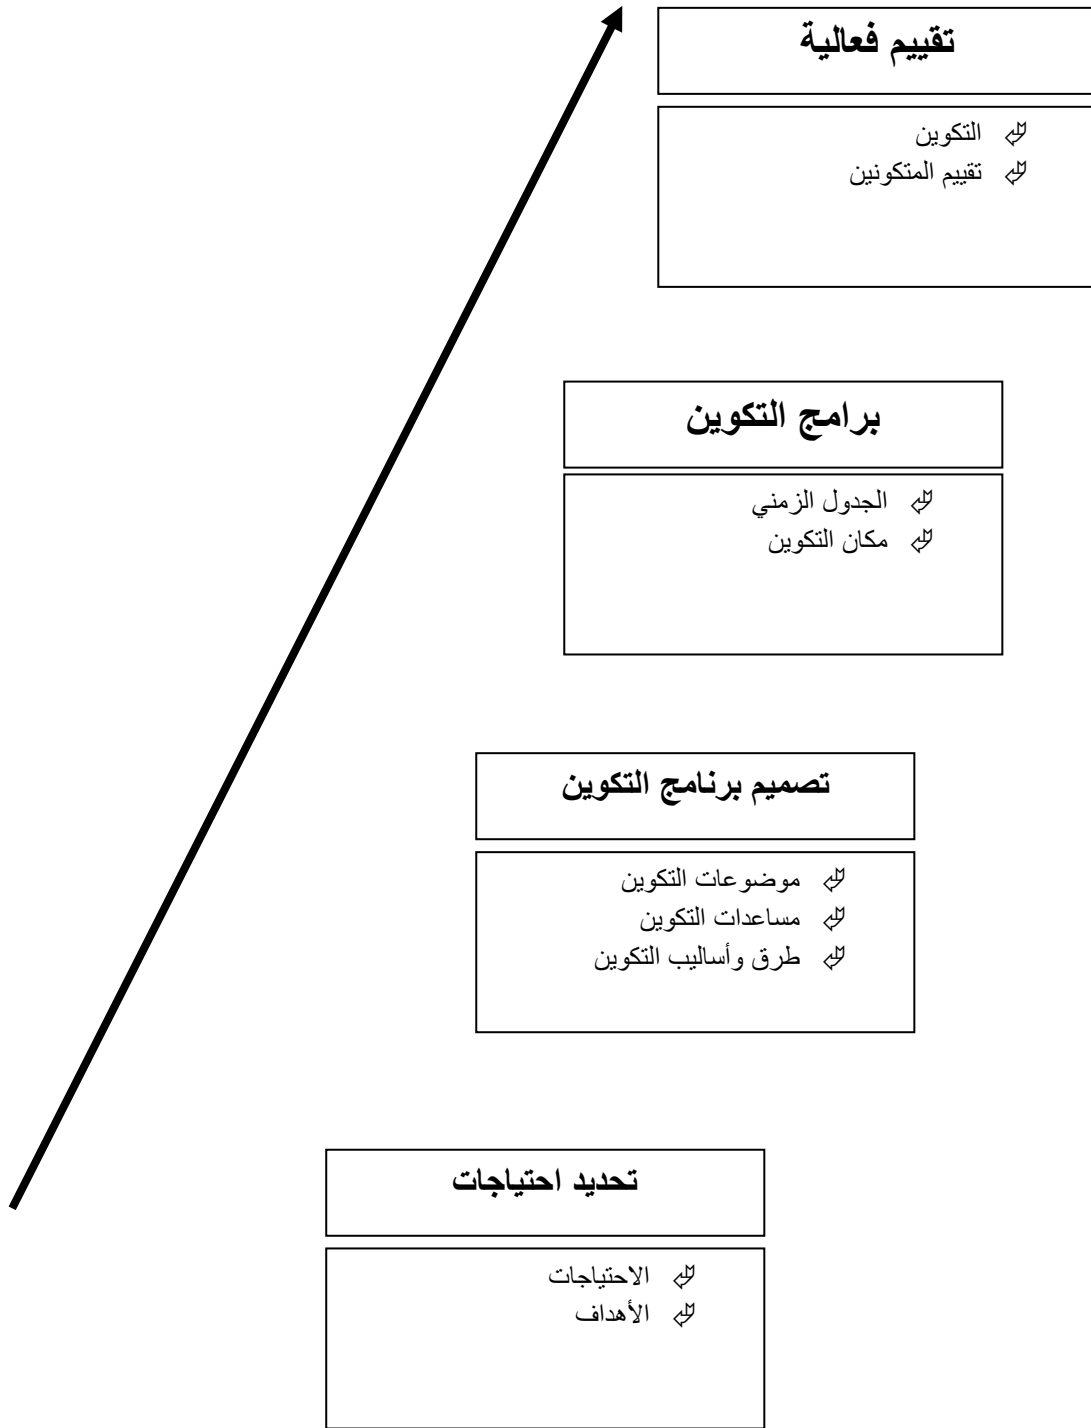 تقييم فعالية
التكوين
تقييم المتكونين
برامج التكوين
الجدول الزمني
مكان التكوين
تصميم برنامج التكوين
موضوعات التكوين
مساعدات التكوين
طرق وأساليب التكوين
تحديد احتياجات
الاحتياجات
الأهداف